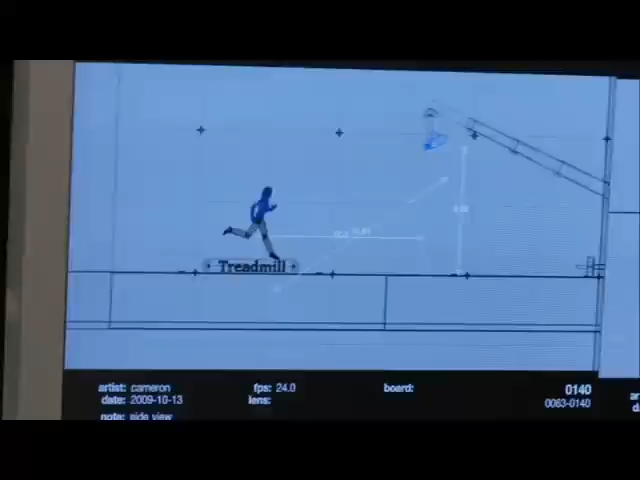 Treadmill
artist: cameron
fps: 24.0
board:
0140
date: 2009-10-13
lens:
0063-0140
note: side view